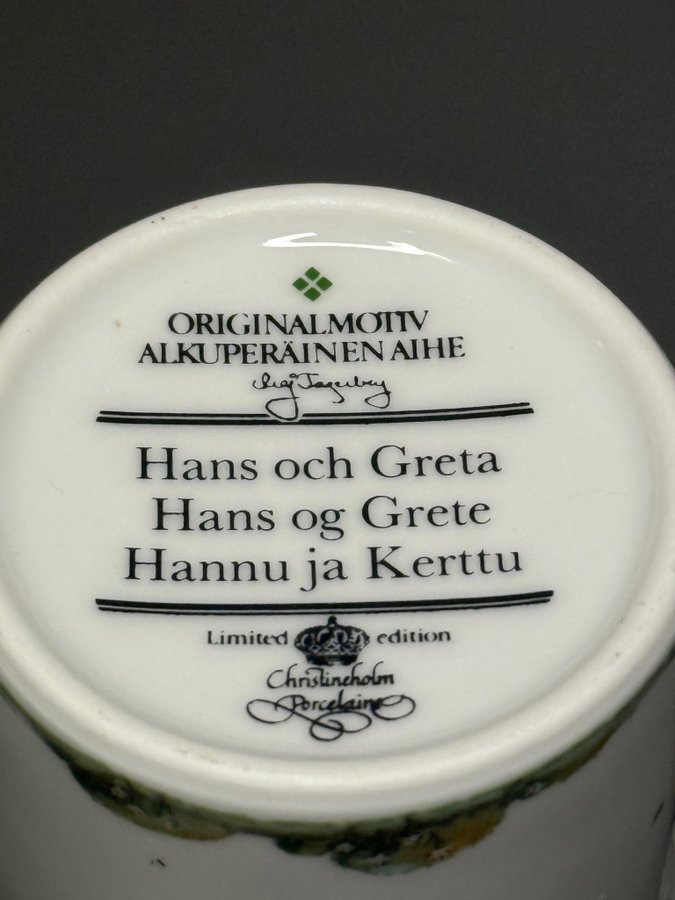 ORIGINALMOTIV
ALKUPERÄINEN AIHE
Hans och Greta
Hans og Grete
Hannu ja Kerttu
Limited edition
Christineholm
Porcelaine